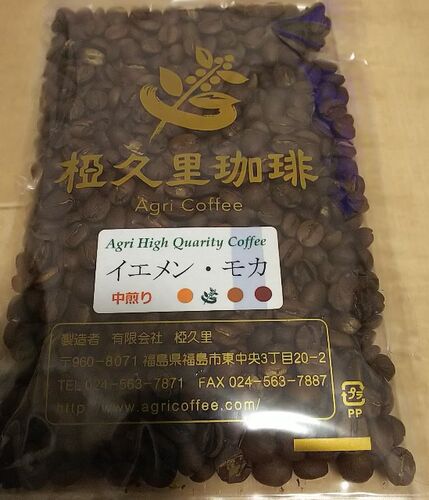 椏久里珈琲
Agri Coffee
Agri High Quarity Coffee
イエメン・モカ
中煎り
製造者 有限会社 椏久里
〒960-8071 福島県福島市東中央3丁目20-2
TEL 024-563-7871 FAX 024-563-7887
http www.agricoffee.com/
プラ
PP